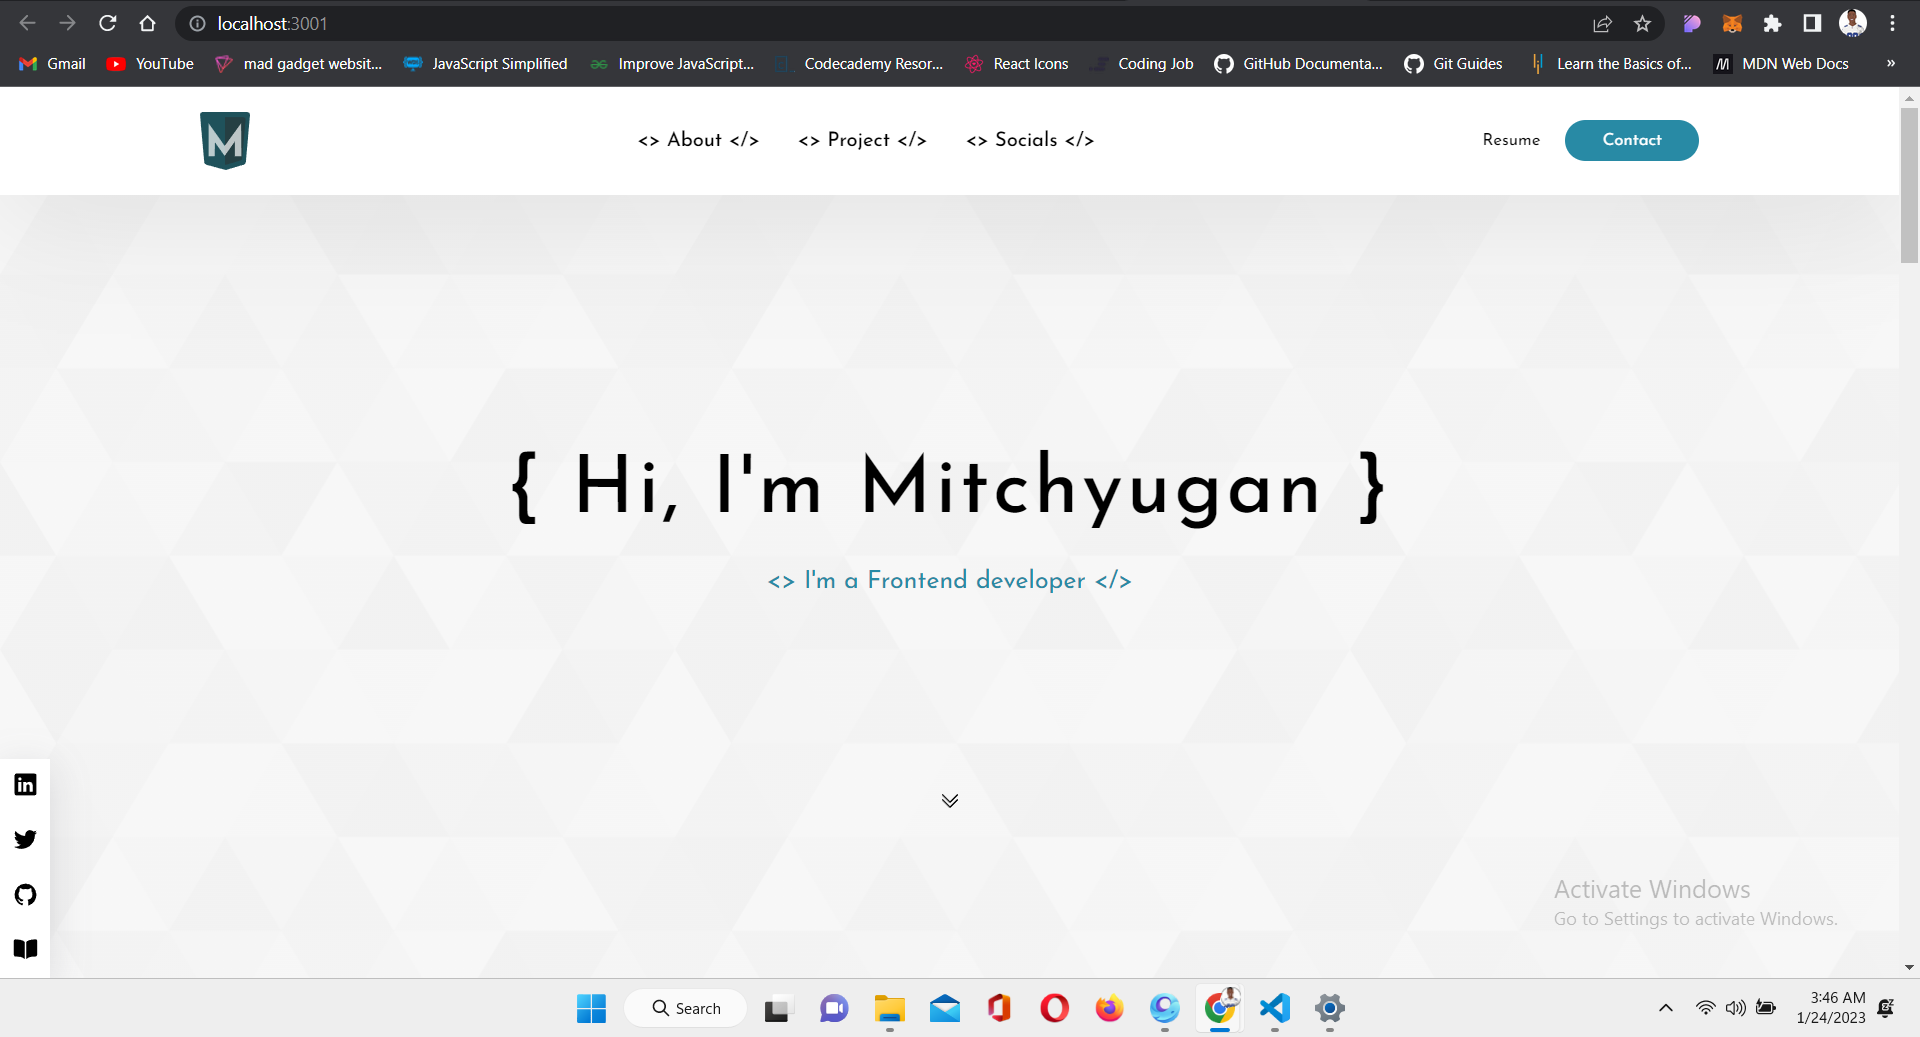 localhost:3001
Gmail YouTube mad gadget websit... JavaScript Simplified Improve JavaScript... Codecademy Resor... React Icons Coding Job GitHub Documenta... Git Guides Learn the Basics of... MDN Web Docs »
M <> About </> <> Project </> <> Socials </> Resume Contact
{ Hi, I'm Mitchyugan }
<> I'm a Frontend developer </>
in
Activate Windows
Go to Settings to activate Windows.
Search
3:46 AM
1/24/2023